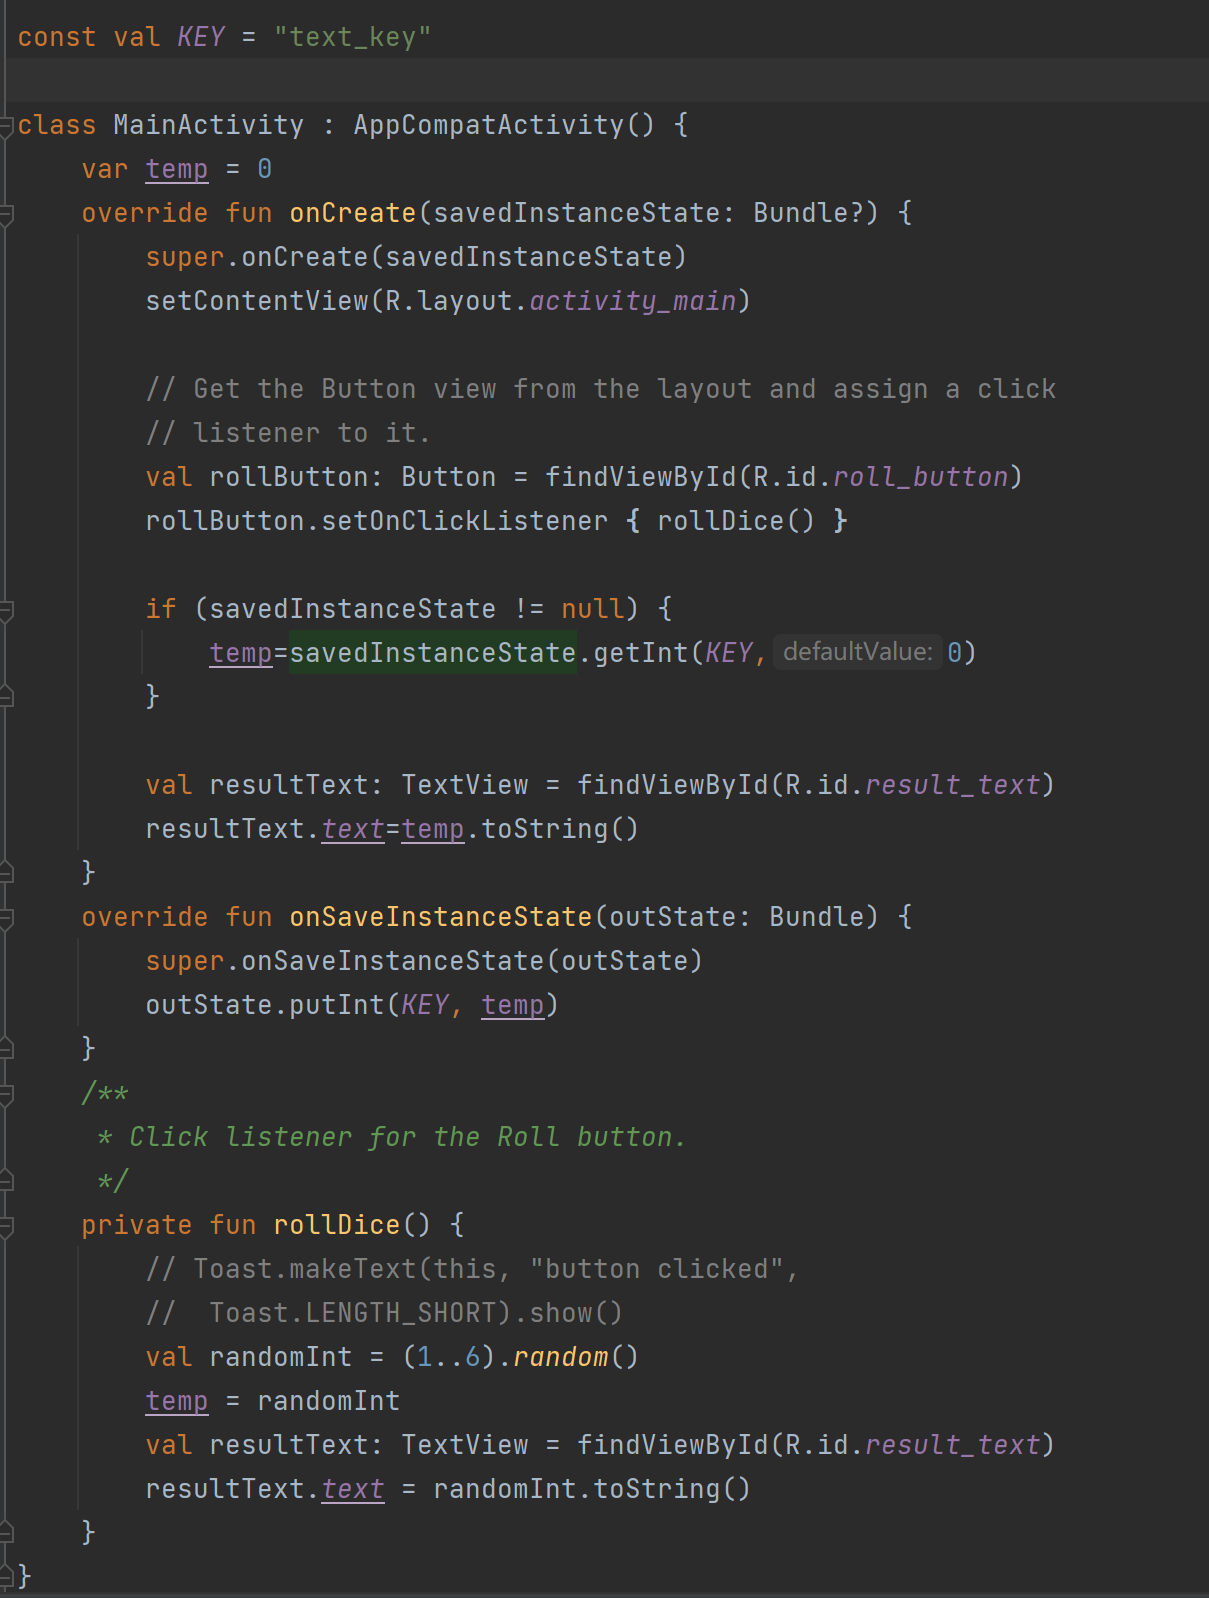 const val KEY = "text_key"
class MainActivity : AppCompatActivity() {
    var temp = 0
    override fun onCreate(savedInstanceState: Bundle?) {
        super.onCreate(savedInstanceState)
        setContentView(R.layout.activity_main)
        // Get the Button view from the layout and assign a click
        // listener to it.
        val rollButton: Button = findViewById(R.id.roll_button)
        rollButton.setOnClickListener { rollDice() }
        if (savedInstanceState != null) {
            temp=savedInstanceState.getInt(KEY, defaultValue: 0)
        }
        val resultText: TextView = findViewById(R.id.result_text)
        resultText.text=temp.toString()
    }
    override fun onSaveInstanceState(outState: Bundle) {
        super.onSaveInstanceState(outState)
        outState.putInt(KEY, temp)
    }
    /**
     * Click listener for the Roll button.
     */
    private fun rollDice() {
        // Toast.makeText(this, "button clicked",
        //  Toast.LENGTH_SHORT).show()
        val randomInt = (1..6).random()
        temp = randomInt
        val resultText: TextView = findViewById(R.id.result_text)
        resultText.text = randomInt.toString()
    }
}